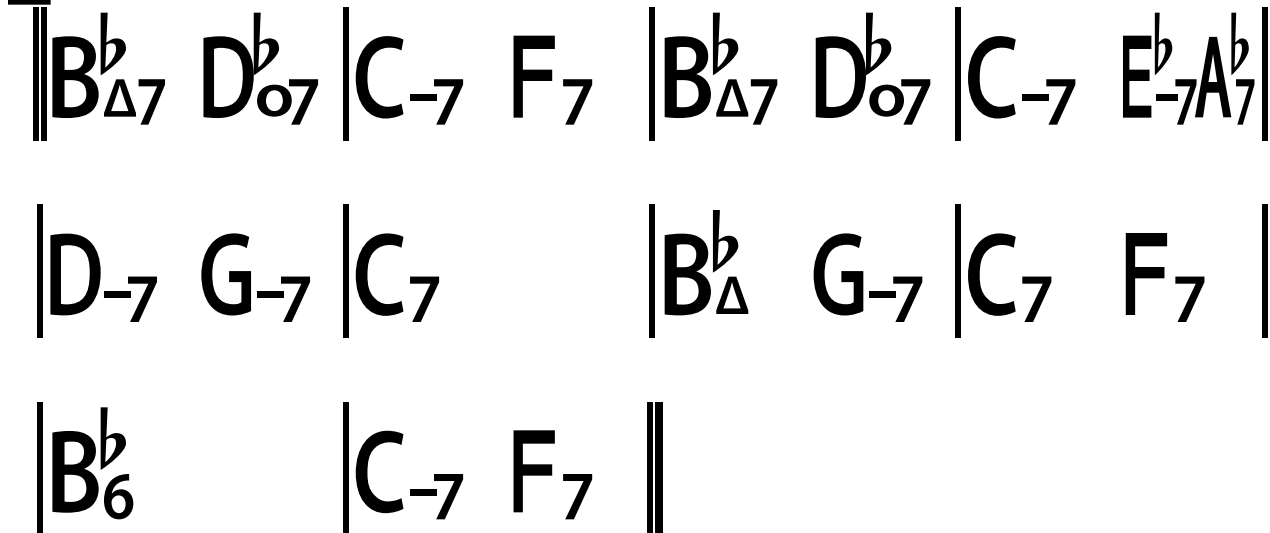 B♭Δ7 D♭o7 C–7 F7 B♭Δ7 D♭o7 C–7 E♭–7 A♭7
D–7 G–7 C7 B♭Δ G–7 C7 F7
B♭6 C–7 F7